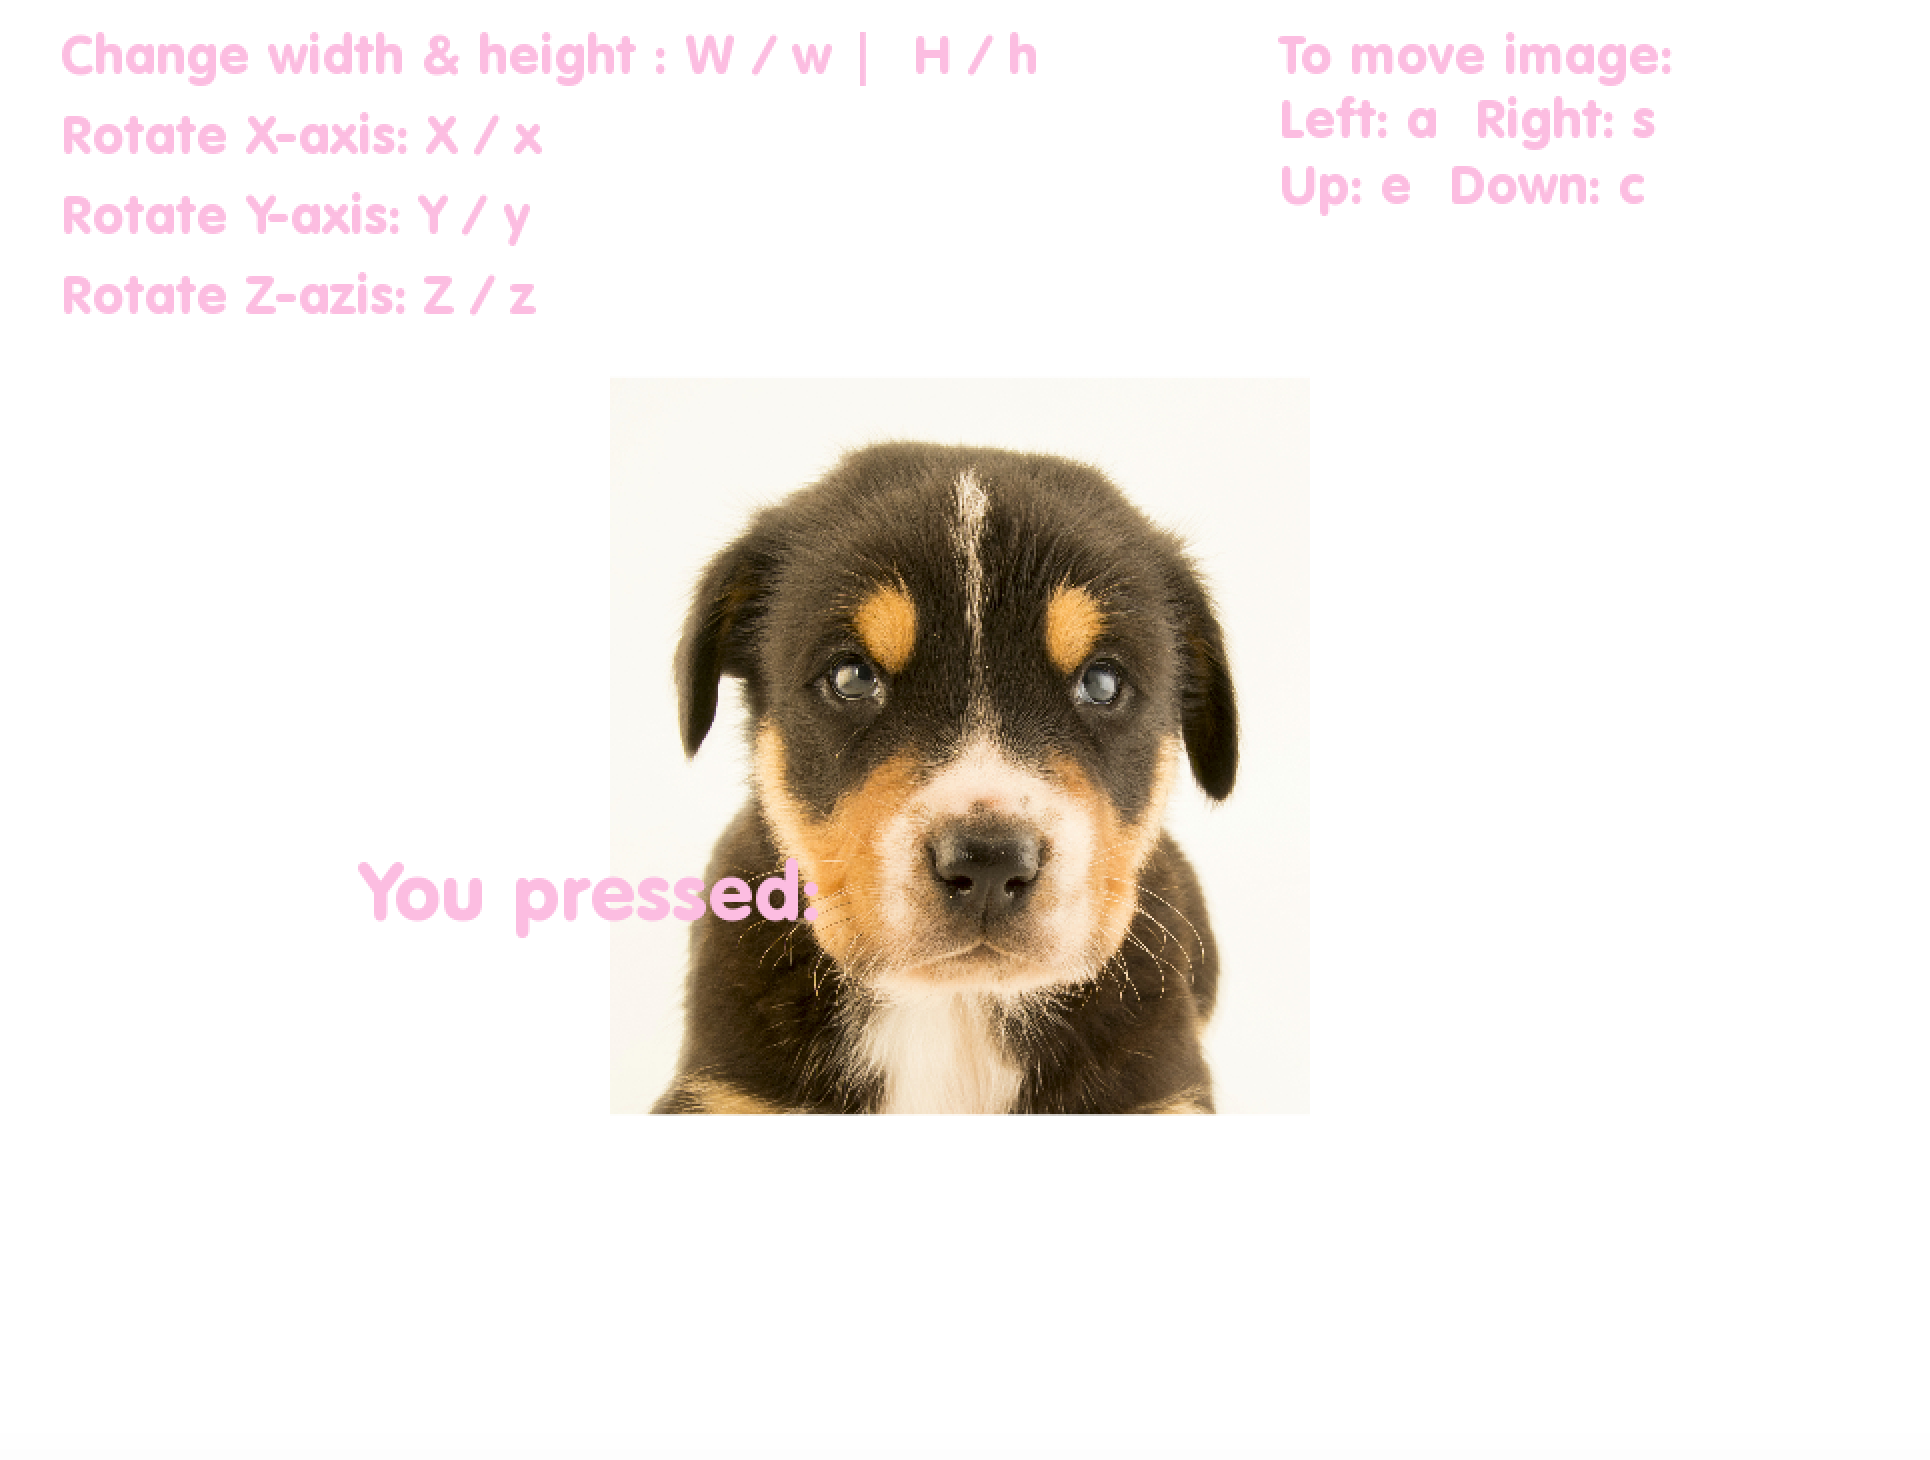 Change width & height : W / w |  H / h
Rotate X-axis: X / x
Rotate Y-axis: Y / y
Rotate Z-azis: Z / z
To move image:
Left: a  Right: s
Up: e  Down: c
You pressed: